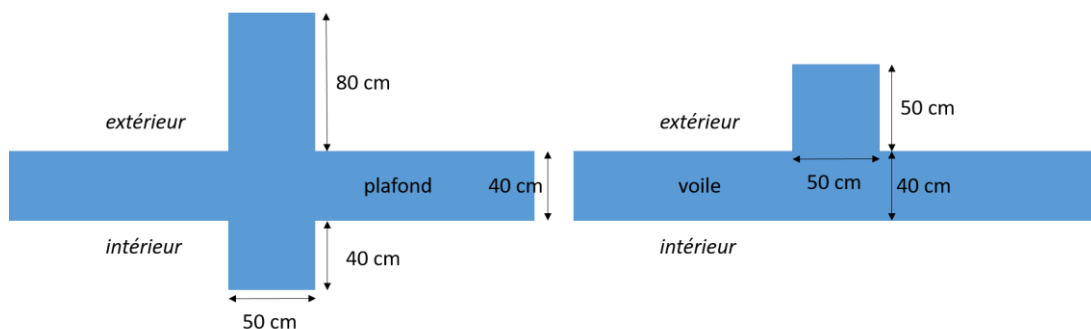 80 cm
extérieur
plafond
40 cm
intérieur
40 cm
50 cm
extérieur
50 cm
voile
50 cm
40 cm
intérieur